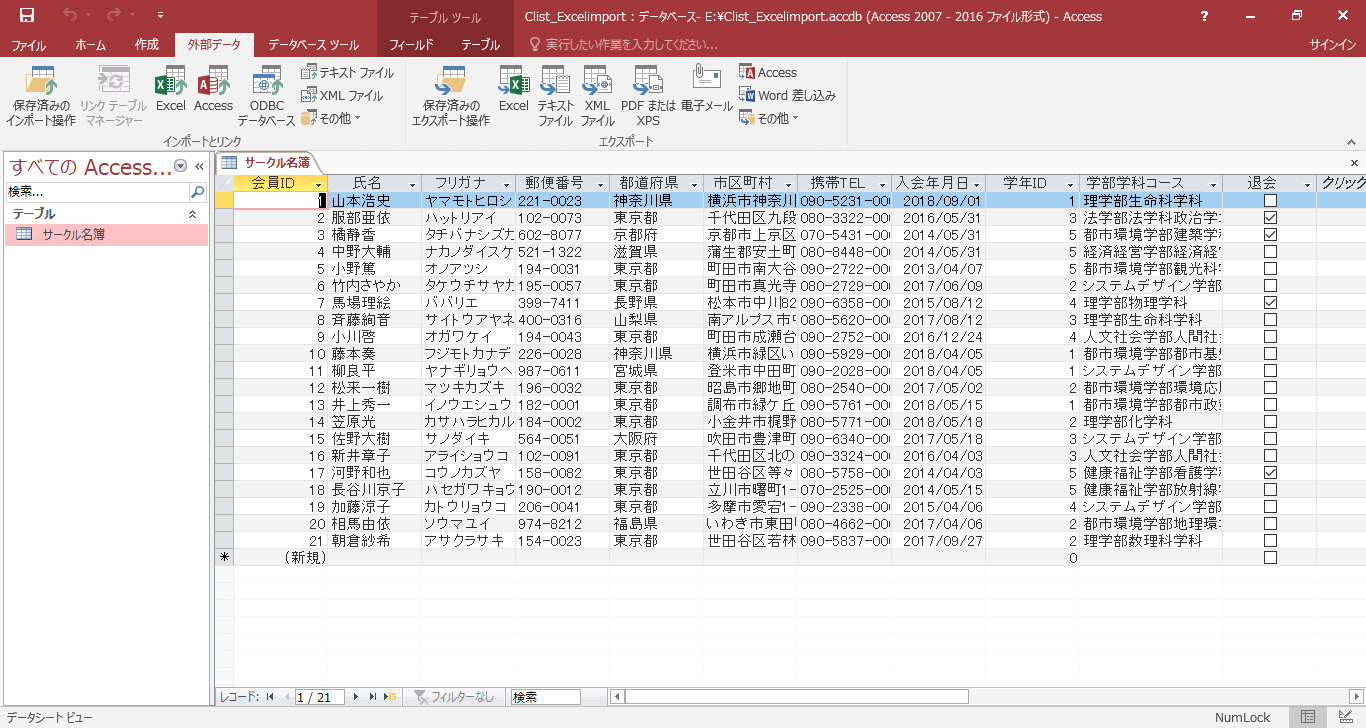 Clist_Excelimport : データベース- E:¥Clist_Excelimport.accdb (Access 2007 - 2016 ファイル形式) - Access
テーブル ツール
ファイル ホーム 作成 外部データ データベース ツール フィールド テーブル 実行したい作業を入力してください... サインイン
保存済みの インポート操作
リンク テーブル マネージャー
Excel
Access
ODBC データベース
テキスト ファイル
XML ファイル
その他
インポートとリンク
保存済みの エクスポート操作
Excel
テキスト ファイル
XML ファイル
PDF または XPS
電子メール
Access
Word 差し込み
その他
エクスポート
すべての Access...
検索...
テーブル
サークル名簿
サークル名簿
会員ID 氏名 フリガナ 郵便番号 都道府県 市区町村 携帯TEL 入会年月日 学年ID 学部学科コース 退会 クリック
1 山本浩史 ヤマモトヒロシ 221-0023 神奈川県 横浜市神奈川 090-5231-00 2018/09/01 1 理学部生命科学科
2 服部亜依 ハットリアイ 102-0073 東京都 千代田区九段 080-3322-00 2016/05/31 3 法学部法学科政治学
3 橘静香 タチバナシズカ 602-8077 京都府 京都市上京区 070-5431-00 2014/05/31 5 都市環境学部建築学
4 中野大輔 ナカノダイスケ 521-1322 滋賀県 蒲生郡安土町 080-8448-00 2014/05/31 5 経済経営学部経済経
5 小野篤 オノアツシ 194-0031 東京都 町田市南大谷 090-2722-00 2013/04/07 5 都市環境学部観光科
6 竹内さやか タケウチサヤカ 195-0057 東京都 町田市真光寺 080-2729-00 2017/06/09 2 システムデザイン学部
7 馬場理絵 ババリエ 399-7411 長野県 松本市中川82 090-6358-00 2015/08/12 4 理学部物理学科
8 斉藤絢音 サイトウアヤネ 400-0316 山梨県 南アルプス市 080-5620-00 2017/08/12 3 理学部生命科学科
9 小川啓 オガワケイ 194-0043 東京都 町田市成瀬台 090-2752-00 2016/12/24 4 人文社会学部人間社会
10 藤本奏 フジモトカナデ 226-0028 神奈川県 横浜市緑区い 090-5929-00 2018/04/05 1 都市環境学部都市基
11 柳良平 ヤナギリョウヘ 987-0611 宮城県 登米市中田町 090-2028-00 2018/04/05 1 システムデザイン学部
12 松来一樹 マツキカズキ 196-0032 東京都 昭島市郷地町 080-2540-00 2017/05/02 2 都市環境学部環境応
13 井上秀一 イノウエシュウ 182-0001 東京都 調布市緑ケ丘 090-5761-00 2018/05/15 1 都市環境学部都市政
14 笠原光 カサハラヒカル 184-0002 東京都 小金井市梶野 080-5771-00 2018/05/18 2 理学部化学科
15 佐野大樹 サノダイキ 564-0051 大阪府 吹田市豊津町 090-6340-00 2017/05/18 3 システムデザイン学部
16 新井章子 アライショウコ 102-0091 東京都 千代田区北の 090-3324-00 2016/04/03 3 人文社会学部人間社会
17 河野和也 コウノカズヤ 158-0082 東京都 世田谷区等々 080-5758-00 2014/04/03 5 健康福祉学部看護学
18 長谷川京子 ハセガワキョウ 190-0012 東京都 立川市曙町1- 070-2525-00 2014/05/15 5 健康福祉学部放射線
19 加藤涼子 カトウリョウコ 206-0041 東京都 多摩市愛宕1- 090-2338-00 2015/04/06 4 システムデザイン学部
20 相馬由依 ソウマユイ 974-8212 福島県 いわき市東田 080-4662-00 2017/04/06 2 都市環境学部地理環
21 朝倉紗希 アサクラサキ 154-0023 東京都 世田谷区若林 090-5837-00 2017/09/27 2 理学部数理科学科
* (新規) 0
レコード: 1 / 21 フィルターなし 検索
データシート ビュー NumLock